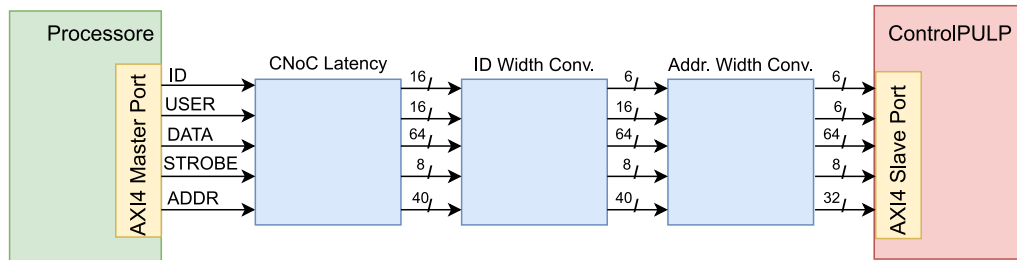 Processore
ControlPULP
CNoC Latency
ID Width Conv.
Addr. Width Conv.
AXI4 Master Port
ID
USER
DATA
STROBE
ADDR
16
16
64
8
40
6
16
64
8
40
6
6
64
8
32
AXI4 Slave Port